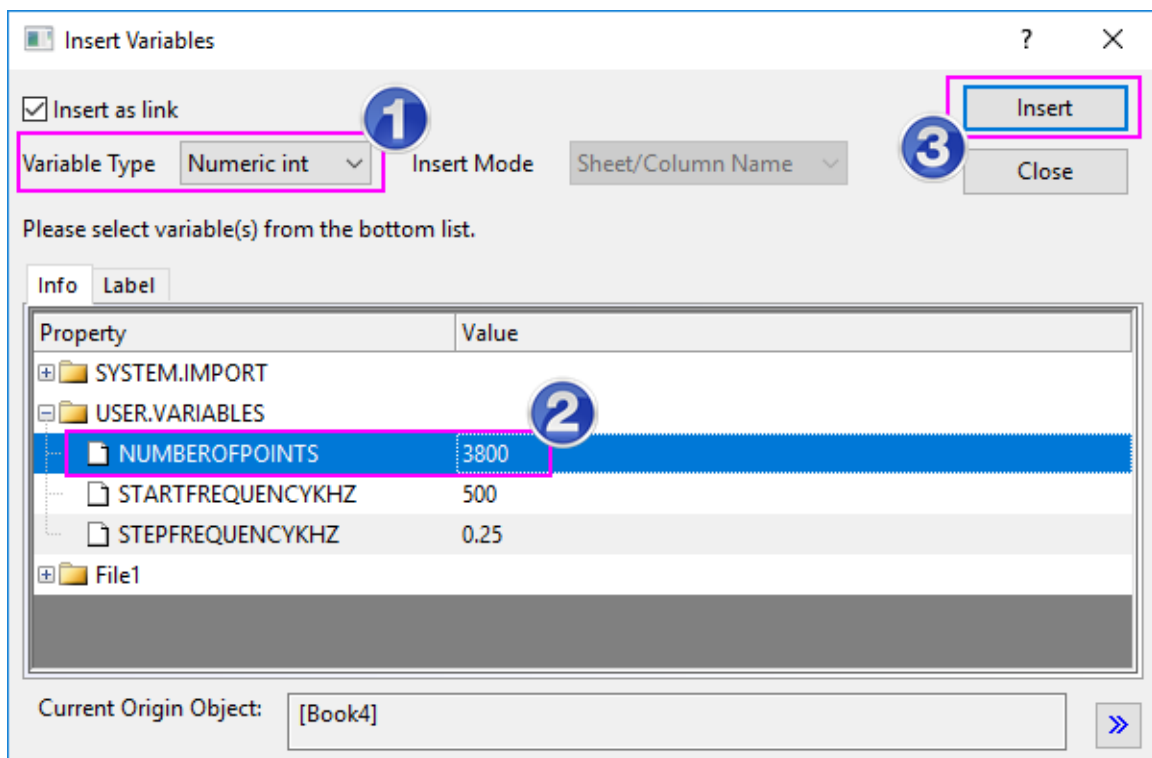 Insert Variables ?
Insert as link 1 Insert
Variable Type Numeric int Insert Mode Sheet/Column Name 3 Close
Please select variable(s) from the bottom list.
Info Label
Property Value
SYSTEM.IMPORT
USER.VARIABLES 2
NUMBEROFPOINTS 3800
STARTFREQUENCYKHZ 500
STEPFREQUENCYKHZ 0.25
File1
Current Origin Object: [Book4]